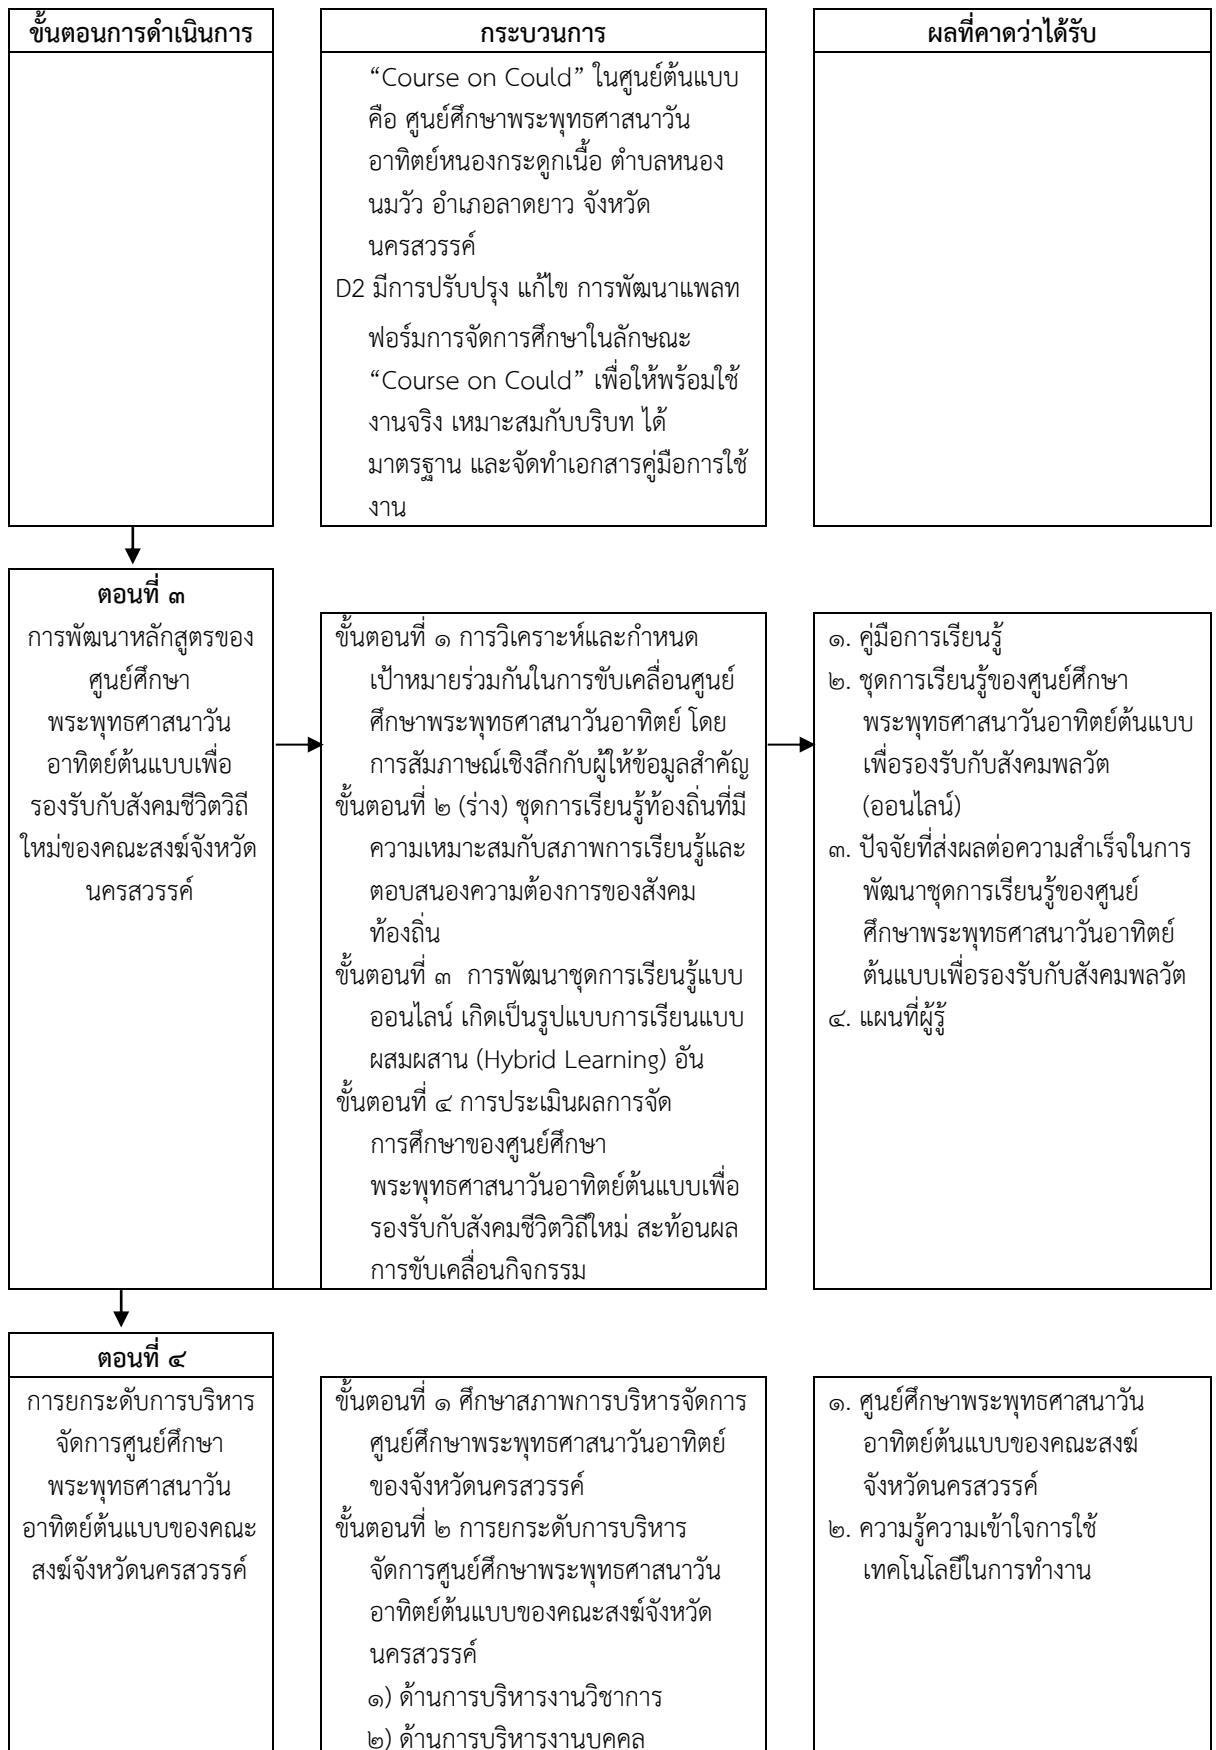 ขั้นตอนการดำเนินการ
กระบวนการ
ผลที่คาดว่าได้รับ
“Course on Could” ในศูนย์ต้นแบบ
คือ ศูนย์ศึกษาพระพุทธศาสนาวัน
อาทิตย์หนองกระดูกเนื้อ ตำบลหนอง
นมวัว อำเภอลาดยาว จังหวัด
นครสวรรค์
D2 มีการปรับปรุง แก้ไข การพัฒนาแพลท
ฟอร์มการจัดการศึกษาในลักษณะ
“Course on Could” เพื่อให้พร้อมใช้
งานจริง เหมาะสมกับบริบท ได้
มาตรฐาน และจัดทำเอกสารคู่มือการใช้
งาน
ตอนที่ ๓
การพัฒนาหลักสูตรของ
ศูนย์ศึกษา
พระพุทธศาสนาวัน
อาทิตย์ต้นแบบเพื่อ
รองรับกับสังคมชีวิตวิถี
ใหม่ของคณะสงฆ์จังหวัด
นครสวรรค์
ขั้นตอนที่ ๑ การวิเคราะห์และกำหนด
เป้าหมายร่วมกันในการขับเคลื่อนศูนย์
ศึกษาพระพุทธศาสนาวันอาทิตย์ โดย
การสัมภาษณ์เชิงลึกกับผู้ให้ข้อมูลสำคัญ
ขั้นตอนที่ ๒ (ร่าง) ชุดการเรียนรู้ท้องถิ่นที่มี
ความเหมาะสมกับสภาพการเรียนรู้และ
ตอบสนองความต้องการของสังคม
ท้องถิ่น
ขั้นตอนที่ ๓ การพัฒนาชุดการเรียนรู้แบบ
ออนไลน์ เกิดเป็นรูปแบบการเรียนแบบ
ผสมผสาน (Hybrid Learning) อัน
ขั้นตอนที่ ๔ การประเมินผลการจัด
การศึกษาของศูนย์ศึกษา
พระพุทธศาสนาวันอาทิตย์ต้นแบบเพื่อ
รองรับกับสังคมชีวิตวิถีใหม่ สะท้อนผล
การขับเคลื่อนกิจกรรม
๑. คู่มือการเรียนรู้
๒. ชุดการเรียนรู้ของศูนย์ศึกษา
พระพุทธศาสนาวันอาทิตย์ต้นแบบ
เพื่อรองรับกับสังคมพลวัต
(ออนไลน์)
๓. ปัจจัยที่ส่งผลต่อความสำเร็จในการ
พัฒนาชุดการเรียนรู้ของศูนย์
ศึกษาพระพุทธศาสนาวันอาทิตย์
ต้นแบบเพื่อรองรับกับสังคมพลวัต
๔. แผนที่ผู้รู้
ตอนที่ ๔
การยกระดับการบริหาร
จัดการศูนย์ศึกษา
พระพุทธศาสนาวัน
อาทิตย์ต้นแบบของคณะ
สงฆ์จังหวัดนครสวรรค์
ขั้นตอนที่ ๑ ศึกษาสภาพการบริหารจัดการ
ศูนย์ศึกษาพระพุทธศาสนาวันอาทิตย์
ของจังหวัดนครสวรรค์
ขั้นตอนที่ ๒ การยกระดับการบริหาร
จัดการศูนย์ศึกษาพระพุทธศาสนาวัน
อาทิตย์ต้นแบบของคณะสงฆ์จังหวัด
นครสวรรค์
๑) ด้านการบริหารงานวิชาการ
๒) ด้านการบริหารงานบุคคล
๑. ศูนย์ศึกษาพระพุทธศาสนาวัน
อาทิตย์ต้นแบบของคณะสงฆ์
จังหวัดนครสวรรค์
๒. ความรู้ความเข้าใจการใช้
เทคโนโลยีในการทำงาน